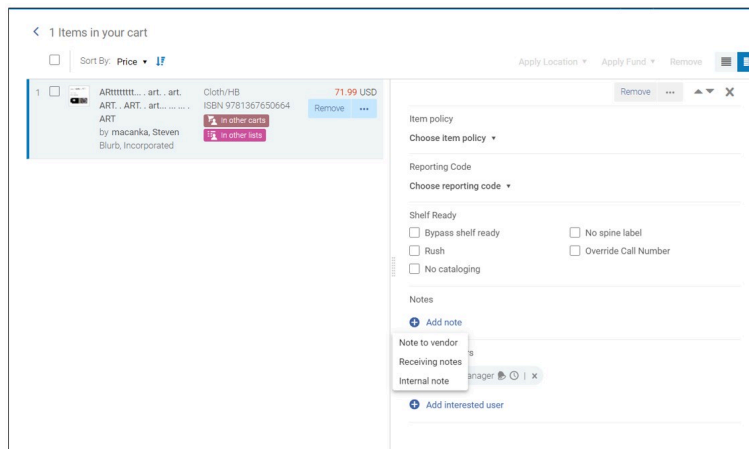 1 Items in your cart
Sort By: Price
Apply Location Apply Fund Remove
1
ARtttttttt... . art. . art.
ART. . ART. . art... ... ... .
ART
by macanka, Steven
Blurb, Incorporated
Cloth/HB
ISBN 9781367650664
In other carts
In other lists
71.99 USD
Remove •••
Remove •••
Item policy
Choose item policy
Reporting Code
Choose reporting code
Shelf Ready
Bypass shelf ready
No spine label
Rush
Override Call Number
No cataloging
Notes
Add note
Note to vendor
Receiving notes
Internal note
Add interested user